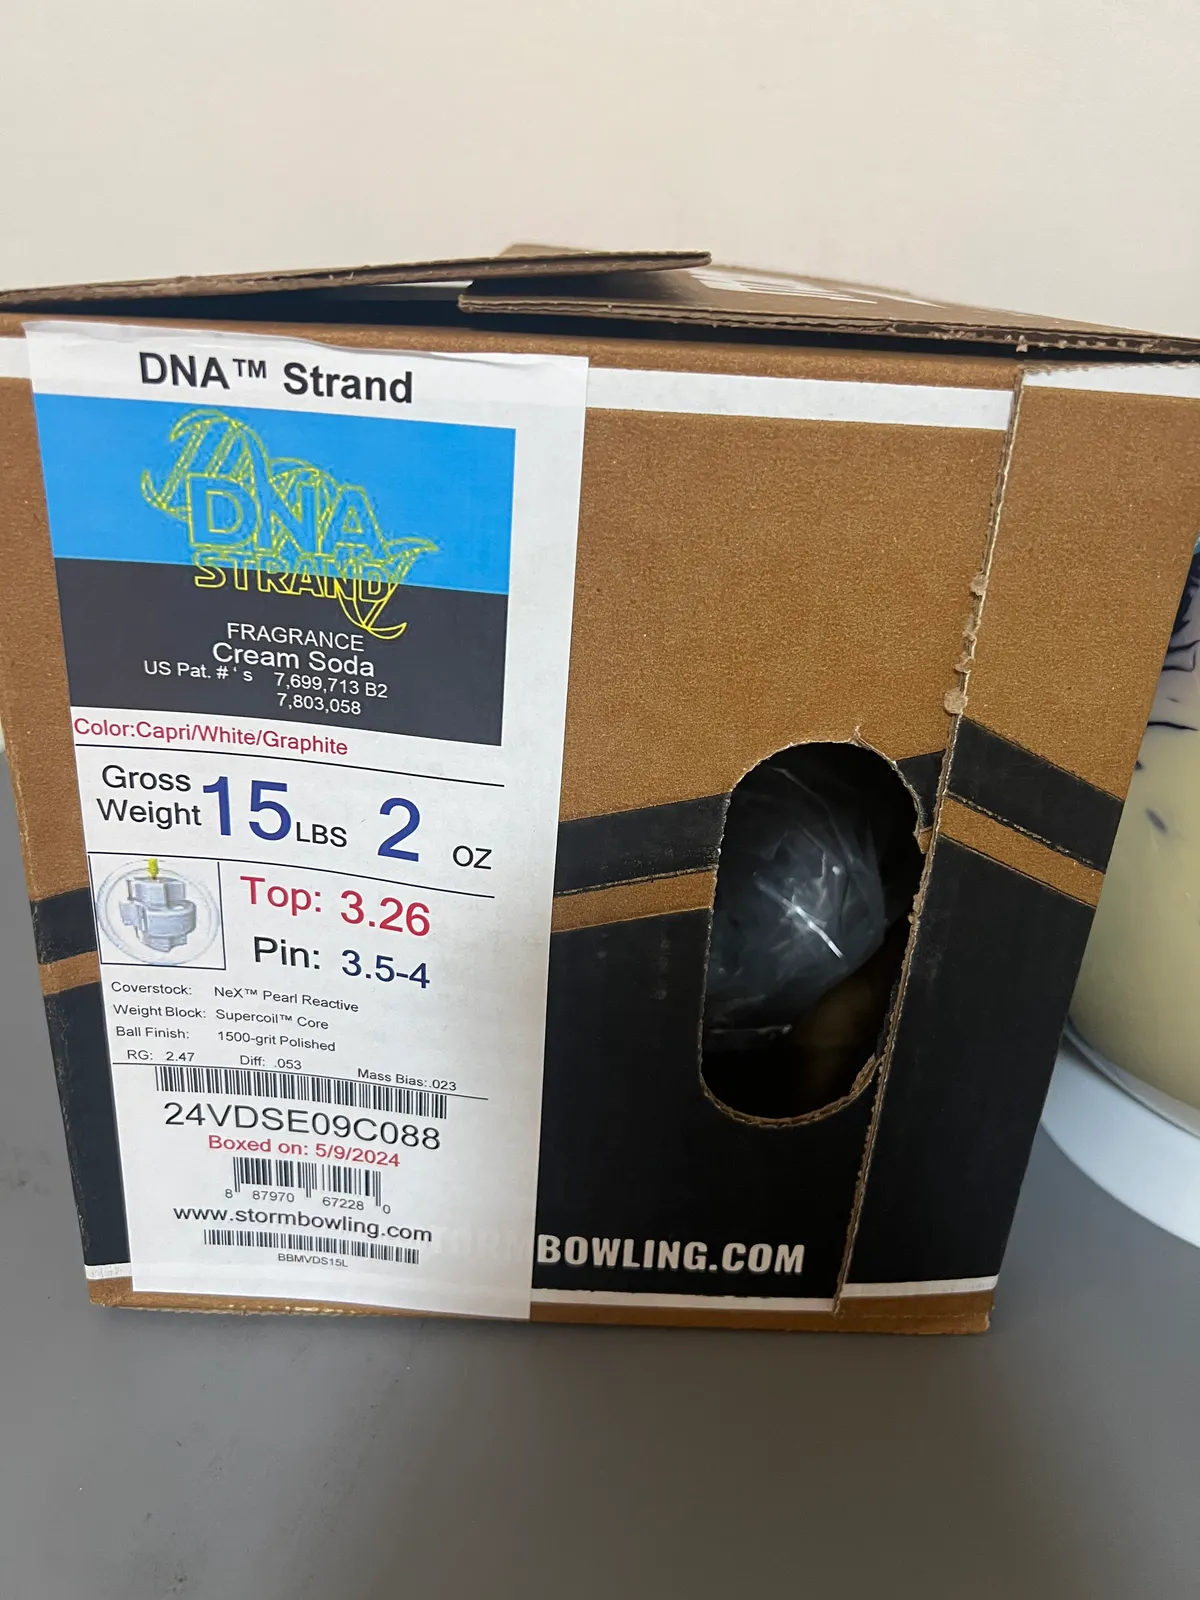 DNA™ Strand
DNA
STRAND
FRAGRANCE
Cream Soda
US Pat. #'s 7,699,713 B2
7,803,058
Color:Capri/White/Graphite
Gross Weight 15 LBS 2 OZ
Top: 3.26
Pin: 3.5-4
Coverstock: NeX™ Pearl Reactive
Weight Block: Supercoil™ Core
Ball Finish: 1500-grit Polished
RG: 2.47 Diff: .053 Mass Bias:.023
24VDSE09C088
Boxed on: 5/9/2024
8 87970 67228 0
www.stormbowling.com
BBMVDS15L
BOWLING.COM